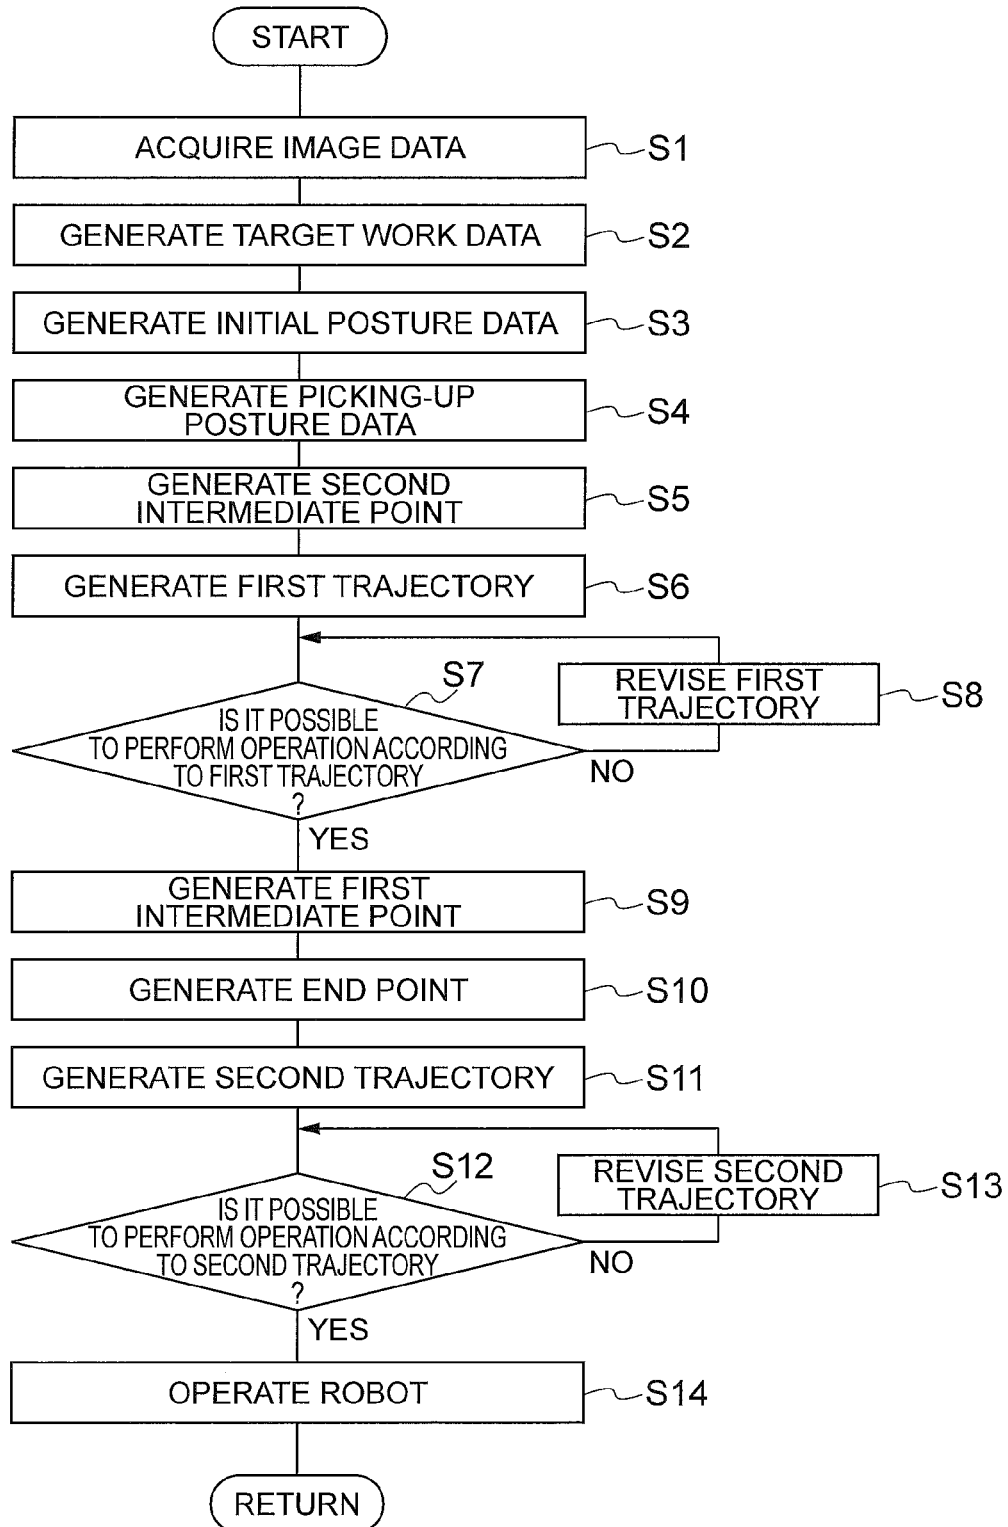 START
ACQUIRE IMAGE DATA
S1
GENERATE TARGET WORK DATA
S2
GENERATE INITIAL POSTURE DATA
S3
GENERATE PICKING-UP
POSTURE DATA
S4
GENERATE SECOND
INTERMEDIATE POINT
S5
GENERATE FIRST TRAJECTORY
S6
S7
IS IT POSSIBLE
TO PERFORM OPERATION ACCORDING
TO FIRST TRAJECTORY
?
REVISE FIRST
TRAJECTORY
S8
NO
YES
GENERATE FIRST
INTERMEDIATE POINT
S9
GENERATE END POINT
S10
GENERATE SECOND TRAJECTORY
S11
S12
IS IT POSSIBLE
TO PERFORM OPERATION ACCORDING
TO SECOND TRAJECTORY
?
REVISE SECOND
TRAJECTORY
S13
NO
YES
OPERATE ROBOT
S14
RETURN